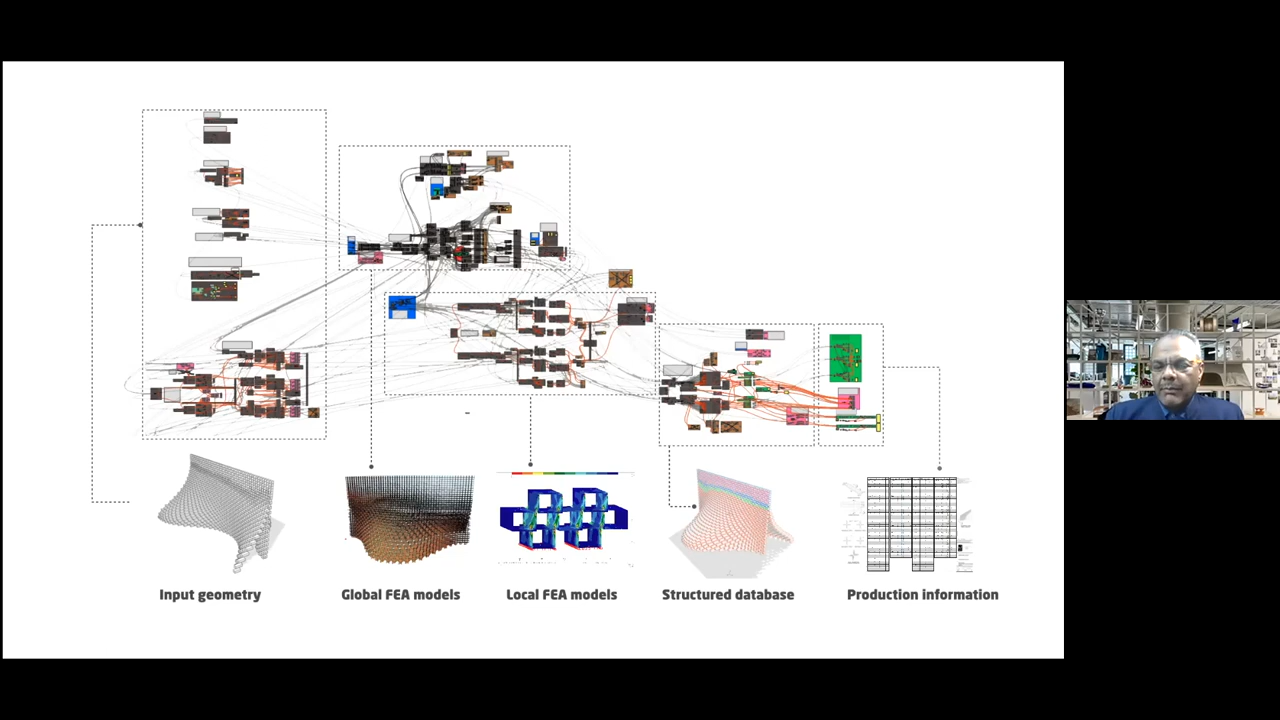 Input geometry
Global FEA models
Local FEA models
Structured database
Production information